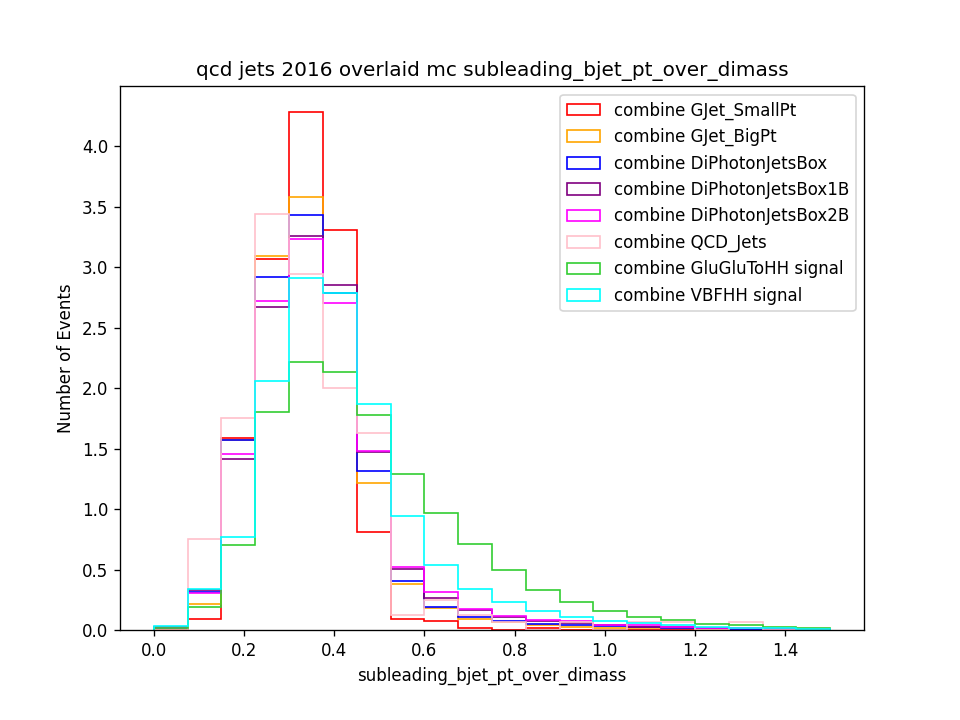 qcd jets 2016 overlaid mc subleading_bjet_pt_over_dimass
combine GJet_SmallPt
combine GJet_BigPt
combine DiPhotonJetsBox
combine DiPhotonJetsBox1B
combine DiPhotonJetsBox2B
combine QCD_Jets
combine GluGluToHH signal
combine VBFHH signal
Number of Events
4.0
3.5
3.0
2.5
2.0
1.5
1.0
0.5
0.0
0.0 0.2 0.4 0.6 0.8 1.0 1.2 1.4
subleading_bjet_pt_over_dimass